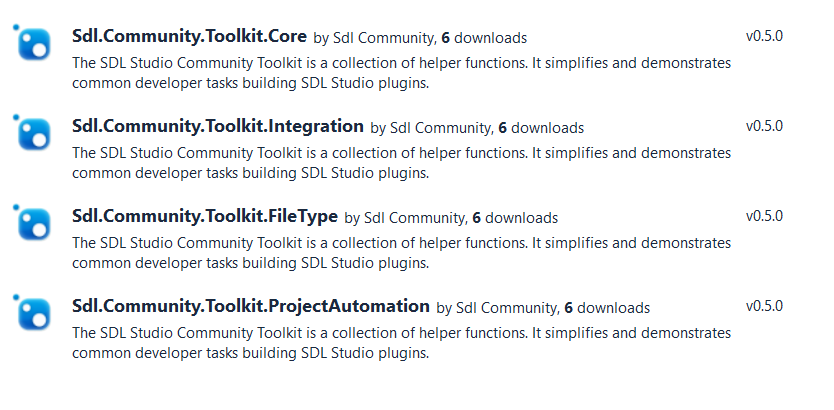 Sdl.Community.Toolkit.Core by Sdl Community, 6 downloads v0.5.0
The SDL Studio Community Toolkit is a collection of helper functions. It simplifies and demonstrates
common developer tasks building SDL Studio plugins.
Sdl.Community.Toolkit.Integration by Sdl Community, 6 downloads v0.5.0
The SDL Studio Community Toolkit is a collection of helper functions. It simplifies and demonstrates
common developer tasks building SDL Studio plugins.
Sdl.Community.Toolkit.FileType by Sdl Community, 6 downloads v0.5.0
The SDL Studio Community Toolkit is a collection of helper functions. It simplifies and demonstrates
common developer tasks building SDL Studio plugins.
Sdl.Community.Toolkit.ProjectAutomation by Sdl Community, 6 downloads v0.5.0
The SDL Studio Community Toolkit is a collection of helper functions. It simplifies and demonstrates
common developer tasks building SDL Studio plugins.